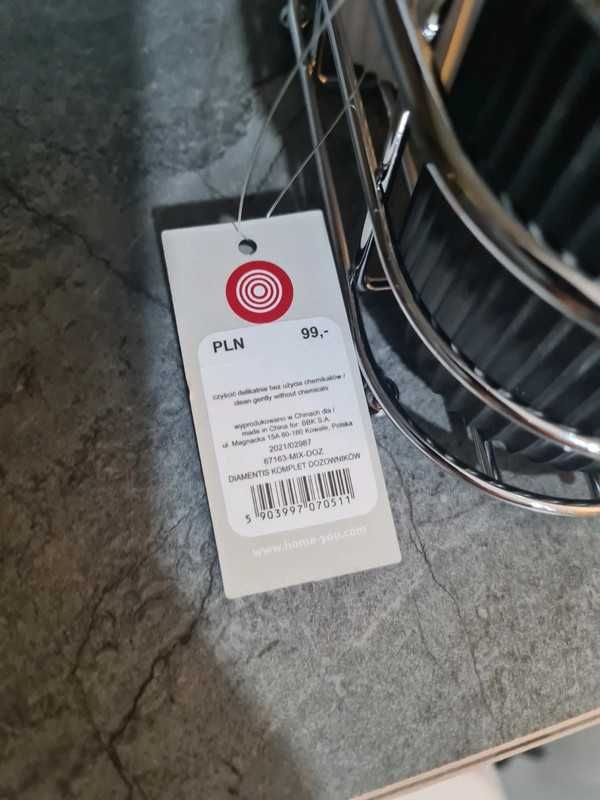 PLN 99,-
czyścić delikatnie bez użycia chemikaliów /
clean gently without chemicals
wyprodukowano w Chinach dla /
made in China for: BBK S.A.
ul. Magnacka 15A 80-180 Kowale, Polska
2021/02987
67163-MIX-DOZ
DIAMENTIS KOMPLET DOZOWNIKÓW
5 903997 070511
www.home-you.com